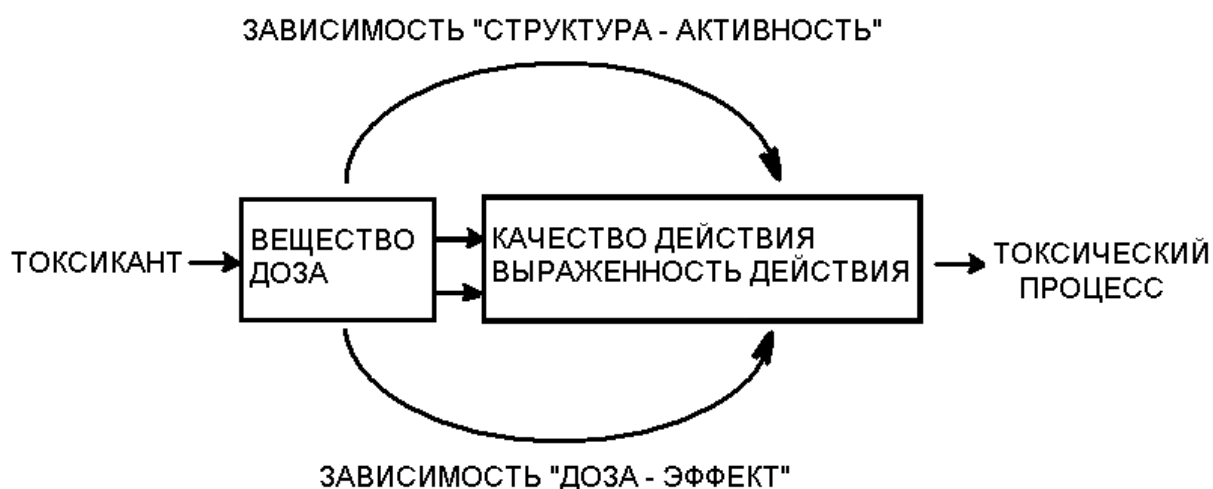 ЗАВИСИМОСТЬ "СТРУКТУРА - АКТИВНОСТЬ"
ТОКСИКАНТ
ВЕЩЕСТВО
ДОЗА
КАЧЕСТВО ДЕЙСТВИЯ
ВЫРАЖЕННОСТЬ ДЕЙСТВИЯ
ТОКСИЧЕСКИЙ
ПРОЦЕСС
ЗАВИСИМОСТЬ "ДОЗА - ЭФФЕКТ"